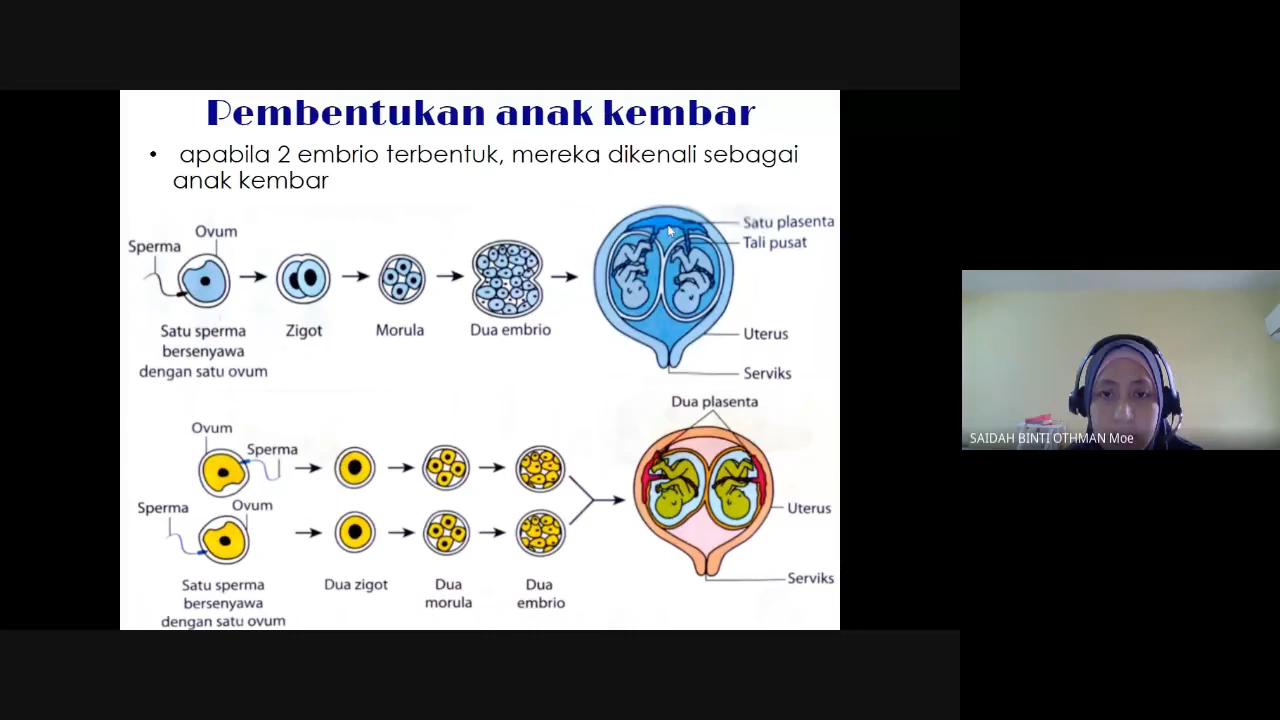 Pembentukan anak kembar
• apabila 2 embrio terbentuk, mereka dikenali sebagai
anak kembar
Ovum
Sperma
Satu sperma
bersenyawa
dengan satu ovum
Zigot
Morula
Dua embrio
Satu plasenta
Tali pusat
Uterus
Serviks
Dua plasenta
Ovum
Sperma
Sperma
Ovum
Satu sperma
bersenyawa
dengan satu ovum
Dua zigot
Dua
morula
Dua
embrio
Uterus
Serviks
SAIDAH BINTI OTHMAN Moe